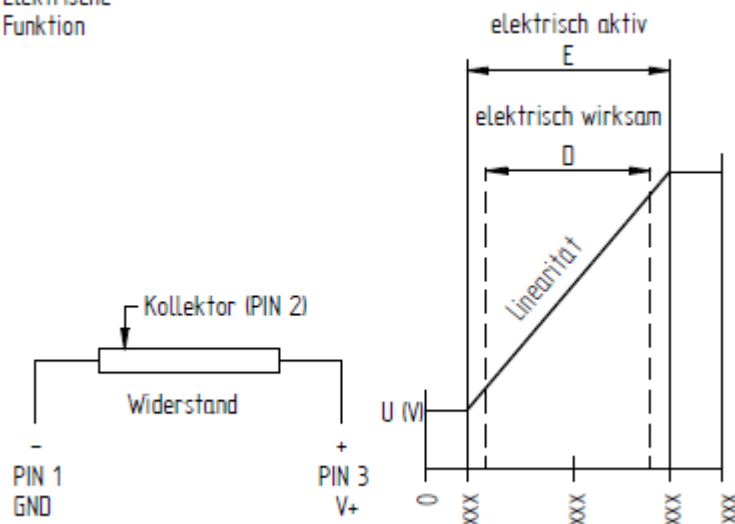 Elektrische
Funktion
elektrisch aktiv
E
elektrisch wirksam
D
Linearität
Kollektor (PIN 2)
Widerstand
U (V)
-
+
PIN 1
PIN 3
GND
V+
0
xxx
xxx
xxx
xxx